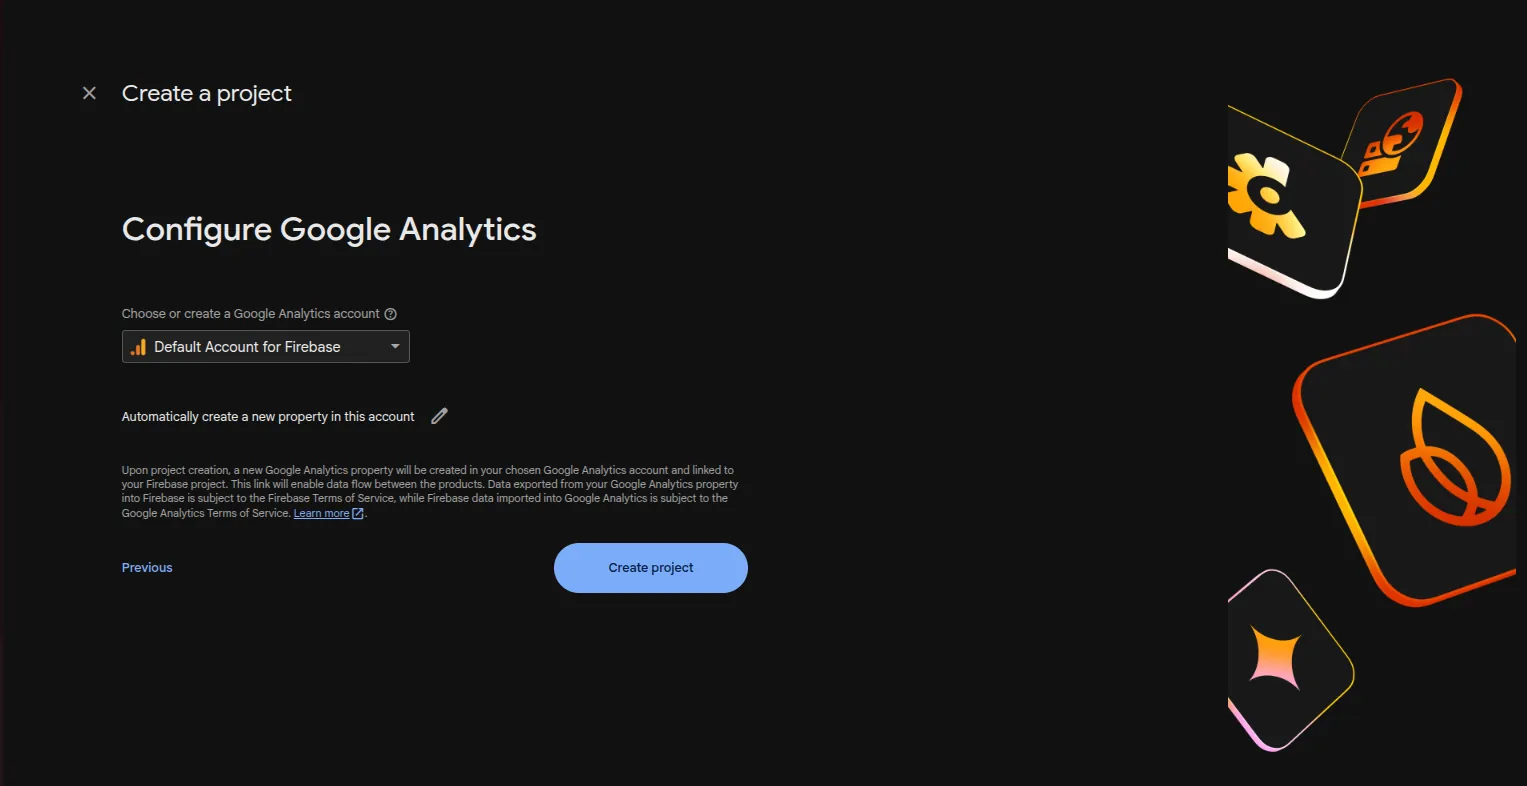 Create a project
Configure Google Analytics
Choose or create a Google Analytics account
Default Account for Firebase
Automatically create a new property in this account
Upon project creation, a new Google Analytics property will be created in your chosen Google Analytics account and linked to
your Firebase project. This link will enable data flow between the products. Data exported from your Google Analytics property
into Firebase is subject to the Firebase Terms of Service, while Firebase data imported into Google Analytics is subject to the
Google Analytics Terms of Service. Learn more.
Previous
Create project